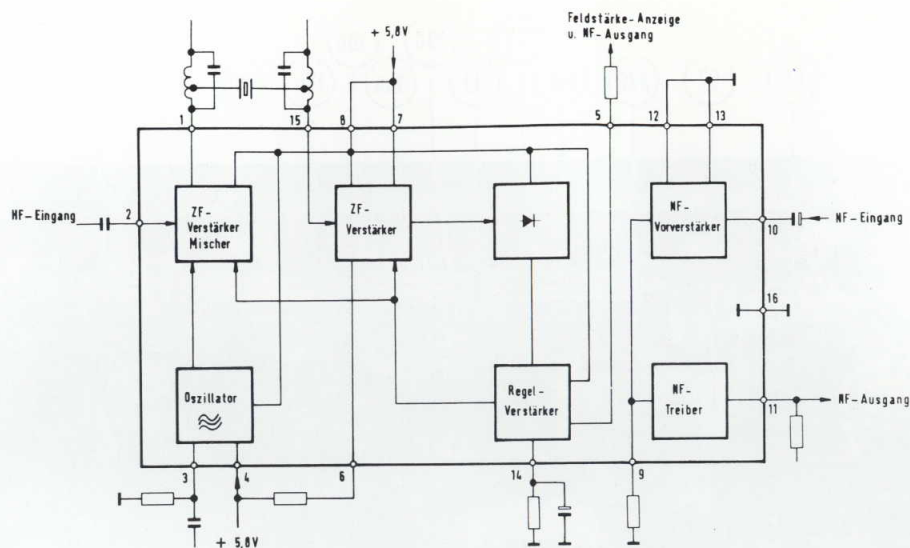 Feldstärke-Anzeige
u. NF-Ausgang
+ 5,8V
1
15
8
7
5
12
13
HF-Eingang
2
ZF-
Verstärker
Mischer
ZF-
Verstärker
NF-
Vorverstärker
10
NF-Eingang
16
Oszillator
Regel-
Verstärker
NF-
Treiber
11
NF-Ausgang
3
4
6
14
9
+ 5,8V